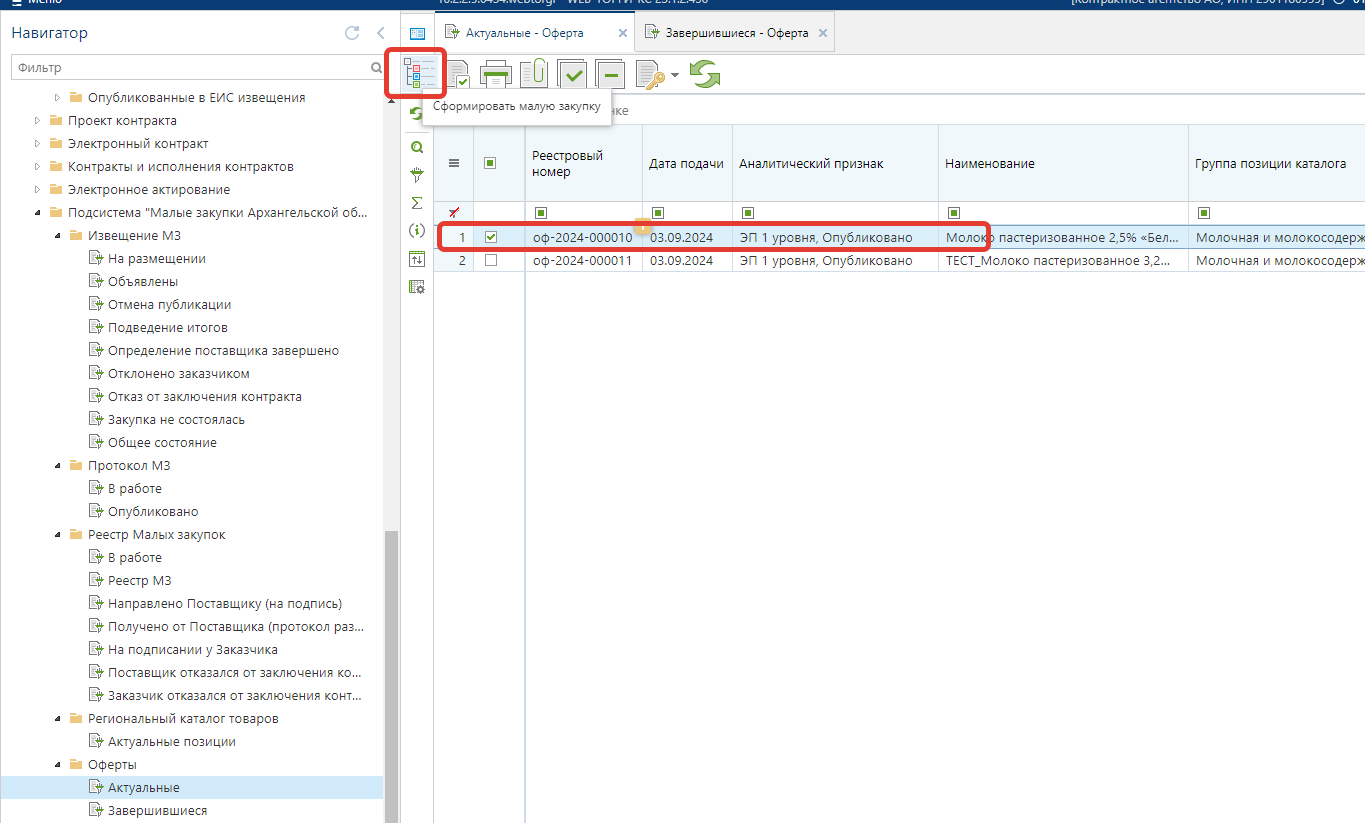 Меню
Навигатор
Фильтр
Опубликованные в ЕИС извещения
Проект контракта
Электронный контракт
Контракты и исполнения контрактов
Электронное актирование
Подсистема "Малые закупки Архангельской об...
Извещение МЗ
На размещении
Объявлены
Отмена публикации
Подведение итогов
Определение поставщика завершено
Отклонено заказчиком
Отказ от заключения контракта
Закупка не состоялась
Общее состояние
Протокол МЗ
В работе
Опубликовано
Реестр Малых закупок
В работе
Реестр МЗ
Направлено Поставщику (на подпись)
Получено от Поставщика (протокол раз...
На подписании у Заказчика
Поставщик отказался от заключения ко...
Заказчик отказался от заключения конт...
Региональный каталог товаров
Актуальные позиции
Оферты
Актуальные
Завершившиеся
Актуальные - Оферта
Завершившиеся - Оферта
Сформировать малую закупку
Реестровый номер
Дата подачи
Аналитический признак
Наименование
Группа позиции каталога
1 оф-2024-000010 03.09.2024 ЭП 1 уровня, Опубликовано Молоко пастеризованное 2,5% «Бел... Молочная и молокосодерж
2 оф-2024-000011 03.09.2024 ЭП 1 уровня, Опубликовано ТЕСТ_Молоко пастеризованное 3,2... Молочная и молокосодерж